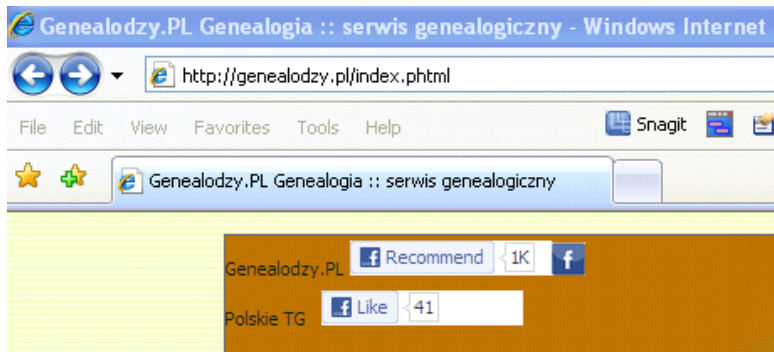 Genealodzy.PL Genealogia :: serwis genealogiczny - Windows Internet
http://genealodzy.pl/index.phtml
File Edit View Favorites Tools Help Snagit
Genealodzy.PL Genealogia :: serwis genealogiczny
Genealodzy.PL Recommend 1K
Polskie TG Like 41